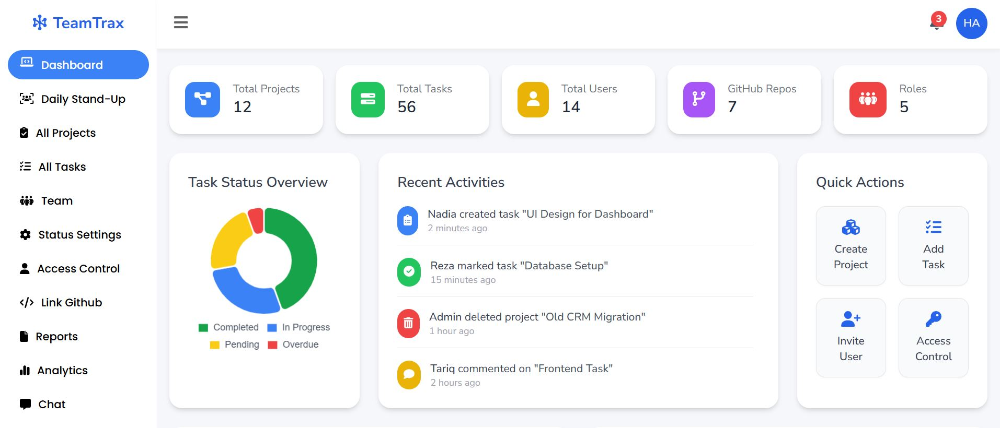 TeamTrax
3
HA
Dashboard
Daily Stand-Up
All Projects
All Tasks
Team
Status Settings
Access Control
Link Github
Reports
Analytics
Chat
Total Projects
12
Total Tasks
56
Total Users
14
GitHub Repos
7
Roles
5
Task Status Overview
Completed
In Progress
Pending
Overdue
Recent Activities
Nadia created task "UI Design for Dashboard"
2 minutes ago
Reza marked task "Database Setup"
15 minutes ago
Admin deleted project "Old CRM Migration"
1 hour ago
Tariq commented on "Frontend Task"
2 hours ago
Quick Actions
Create
Project
Add
Task
Invite
User
Access
Control